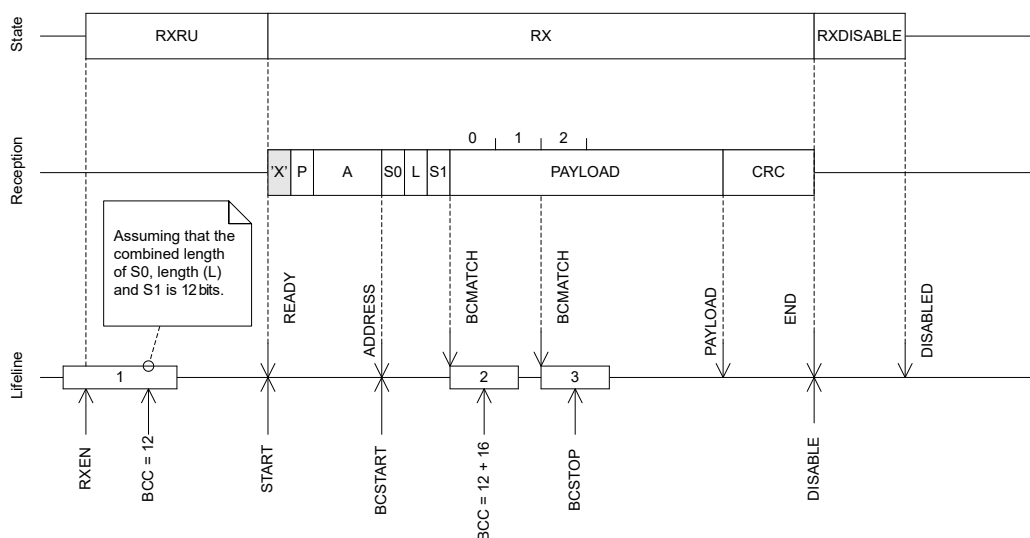 State
RXRU
RX
RXDISABLE
Reception
0
1
2
'X'
P
A
S0
L
S1
PAYLOAD
CRC
Assuming that the
combined length
of S0, length (L)
and S1 is 12 bits.
READY
ADDRESS
BCMATCH
BCMATCH
PAYLOAD
END
DISABLED
Lifeline
1
2
3
RXEN
BCC = 12
START
BCSTART
BCC = 12 + 16
BCSTOP
DISABLE